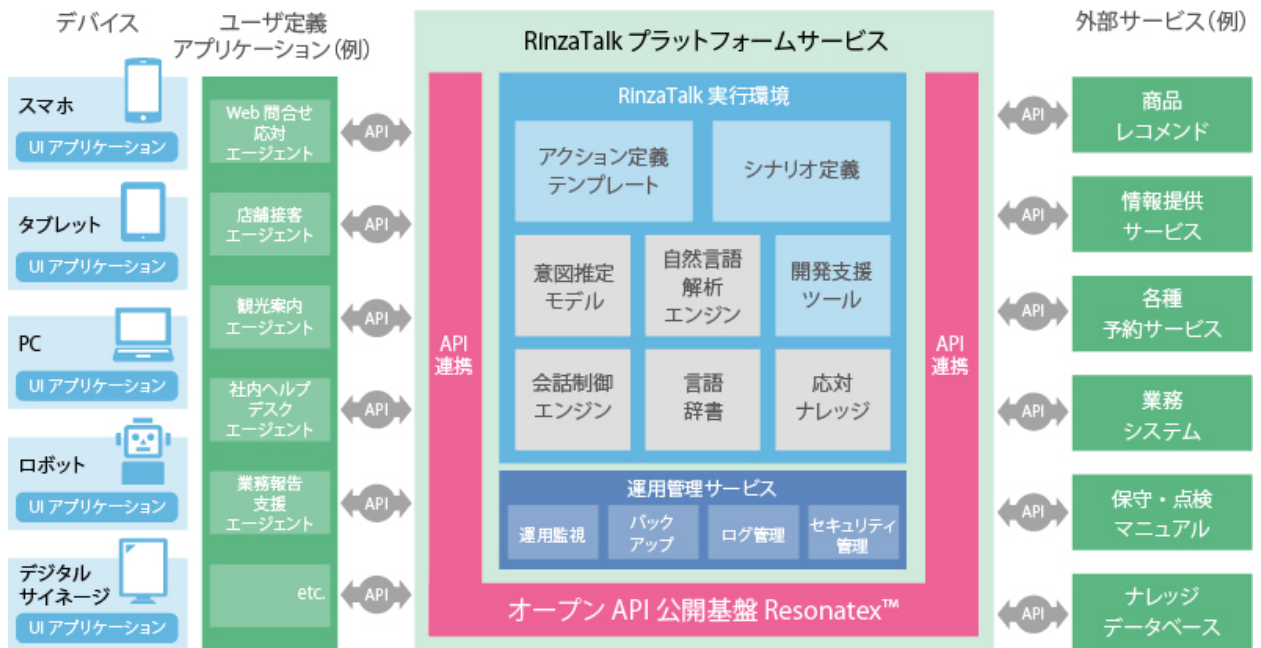 デバイス
スマホ
UI アプリケーション
タブレット
UI アプリケーション
PC
UI アプリケーション
ロボット
UI アプリケーション
デジタル
サイネージ
UI アプリケーション
ユーザ定義
アプリケーション(例)
Web 問合せ
応対
エージェント
店舗接客
エージェント
観光案内
エージェント
社内ヘルプ
デスク
エージェント
業務報告
支援
エージェント
etc.
API
API
API
API
API
API
RinzaTalk プラットフォームサービス
API
連携
RinzaTalk 実行環境
アクション定義
テンプレート
シナリオ定義
意図推定
モデル
自然言語
解析
エンジン
開発支援
ツール
会話制御
エンジン
言語
辞書
応対
ナレッジ
運用管理サービス
運用監視
バック
アップ
ログ管理
セキュリティ
管理
API
連携
オープン API 公開基盤 Resonatex™
API
API
API
API
API
API
外部サービス(例)
商品
レコメンド
情報提供
サービス
各種
予約サービス
業務
システム
保守・点検
マニュアル
ナレッジ
データベース